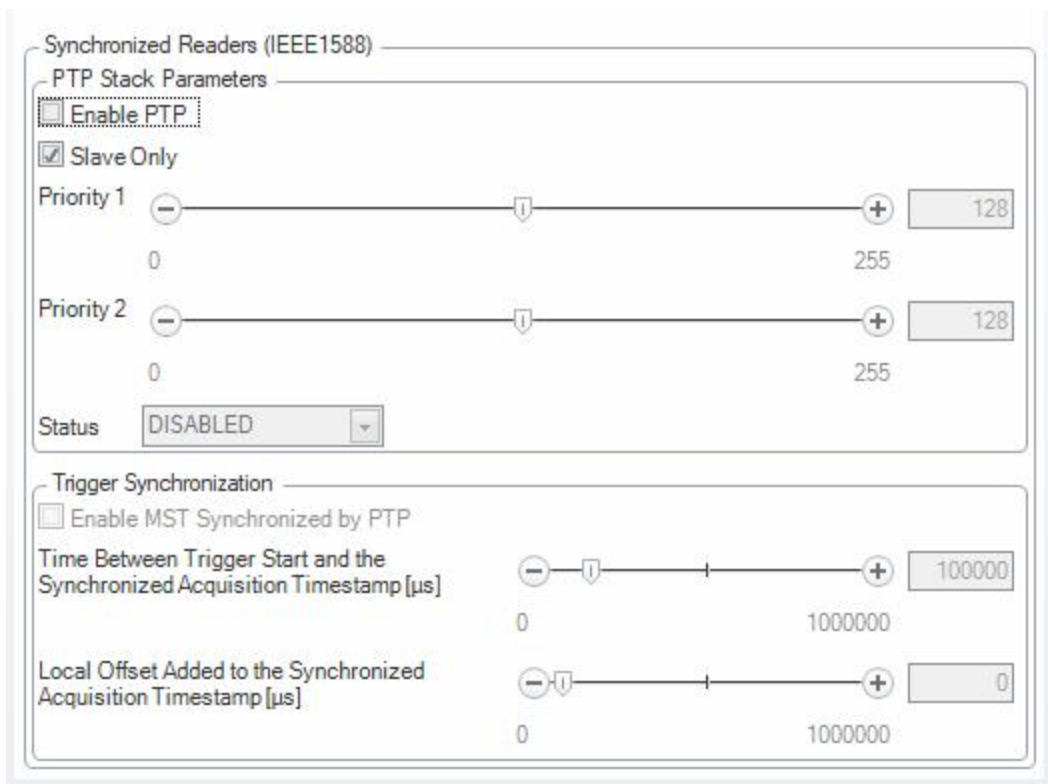 Synchronized Readers (IEEE1588)
PTP Stack Parameters
Enable PTP
Slave Only
Priority 1
128
0 255
Priority 2
128
0 255
Status DISABLED
Trigger Synchronization
Enable MST Synchronized by PTP
Time Between Trigger Start and the
Synchronized Acquisition Timestamp [µs]
100000
0 1000000
Local Offset Added to the Synchronized
Acquisition Timestamp [µs]
0
0 1000000